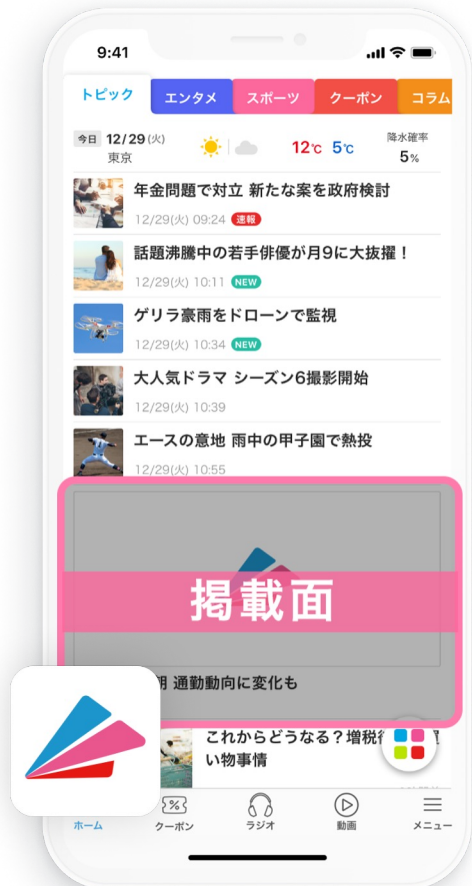 9:41
トピック エンタメ スポーツ クーポン コラム
今日 12/29(火) 東京 12℃ 5℃ 降水確率 5%
年金問題で対立 新たな案を政府検討
12/29(火) 09:24 速報
話題沸騰中の若手俳優が月9に大抜擢！
12/29(火) 10:11 NEW
ゲリラ豪雨をドローンで監視
12/29(火) 10:34 NEW
大人気ドラマ シーズン6撮影開始
12/29(火) 10:39
エースの意地 雨中の甲子園で熱投
12/29(火) 10:55
掲載面
朝 通勤動向に変化も
これからどうなる？増税
い物事情
ホーム クーポン ラジオ 動画 メニュー